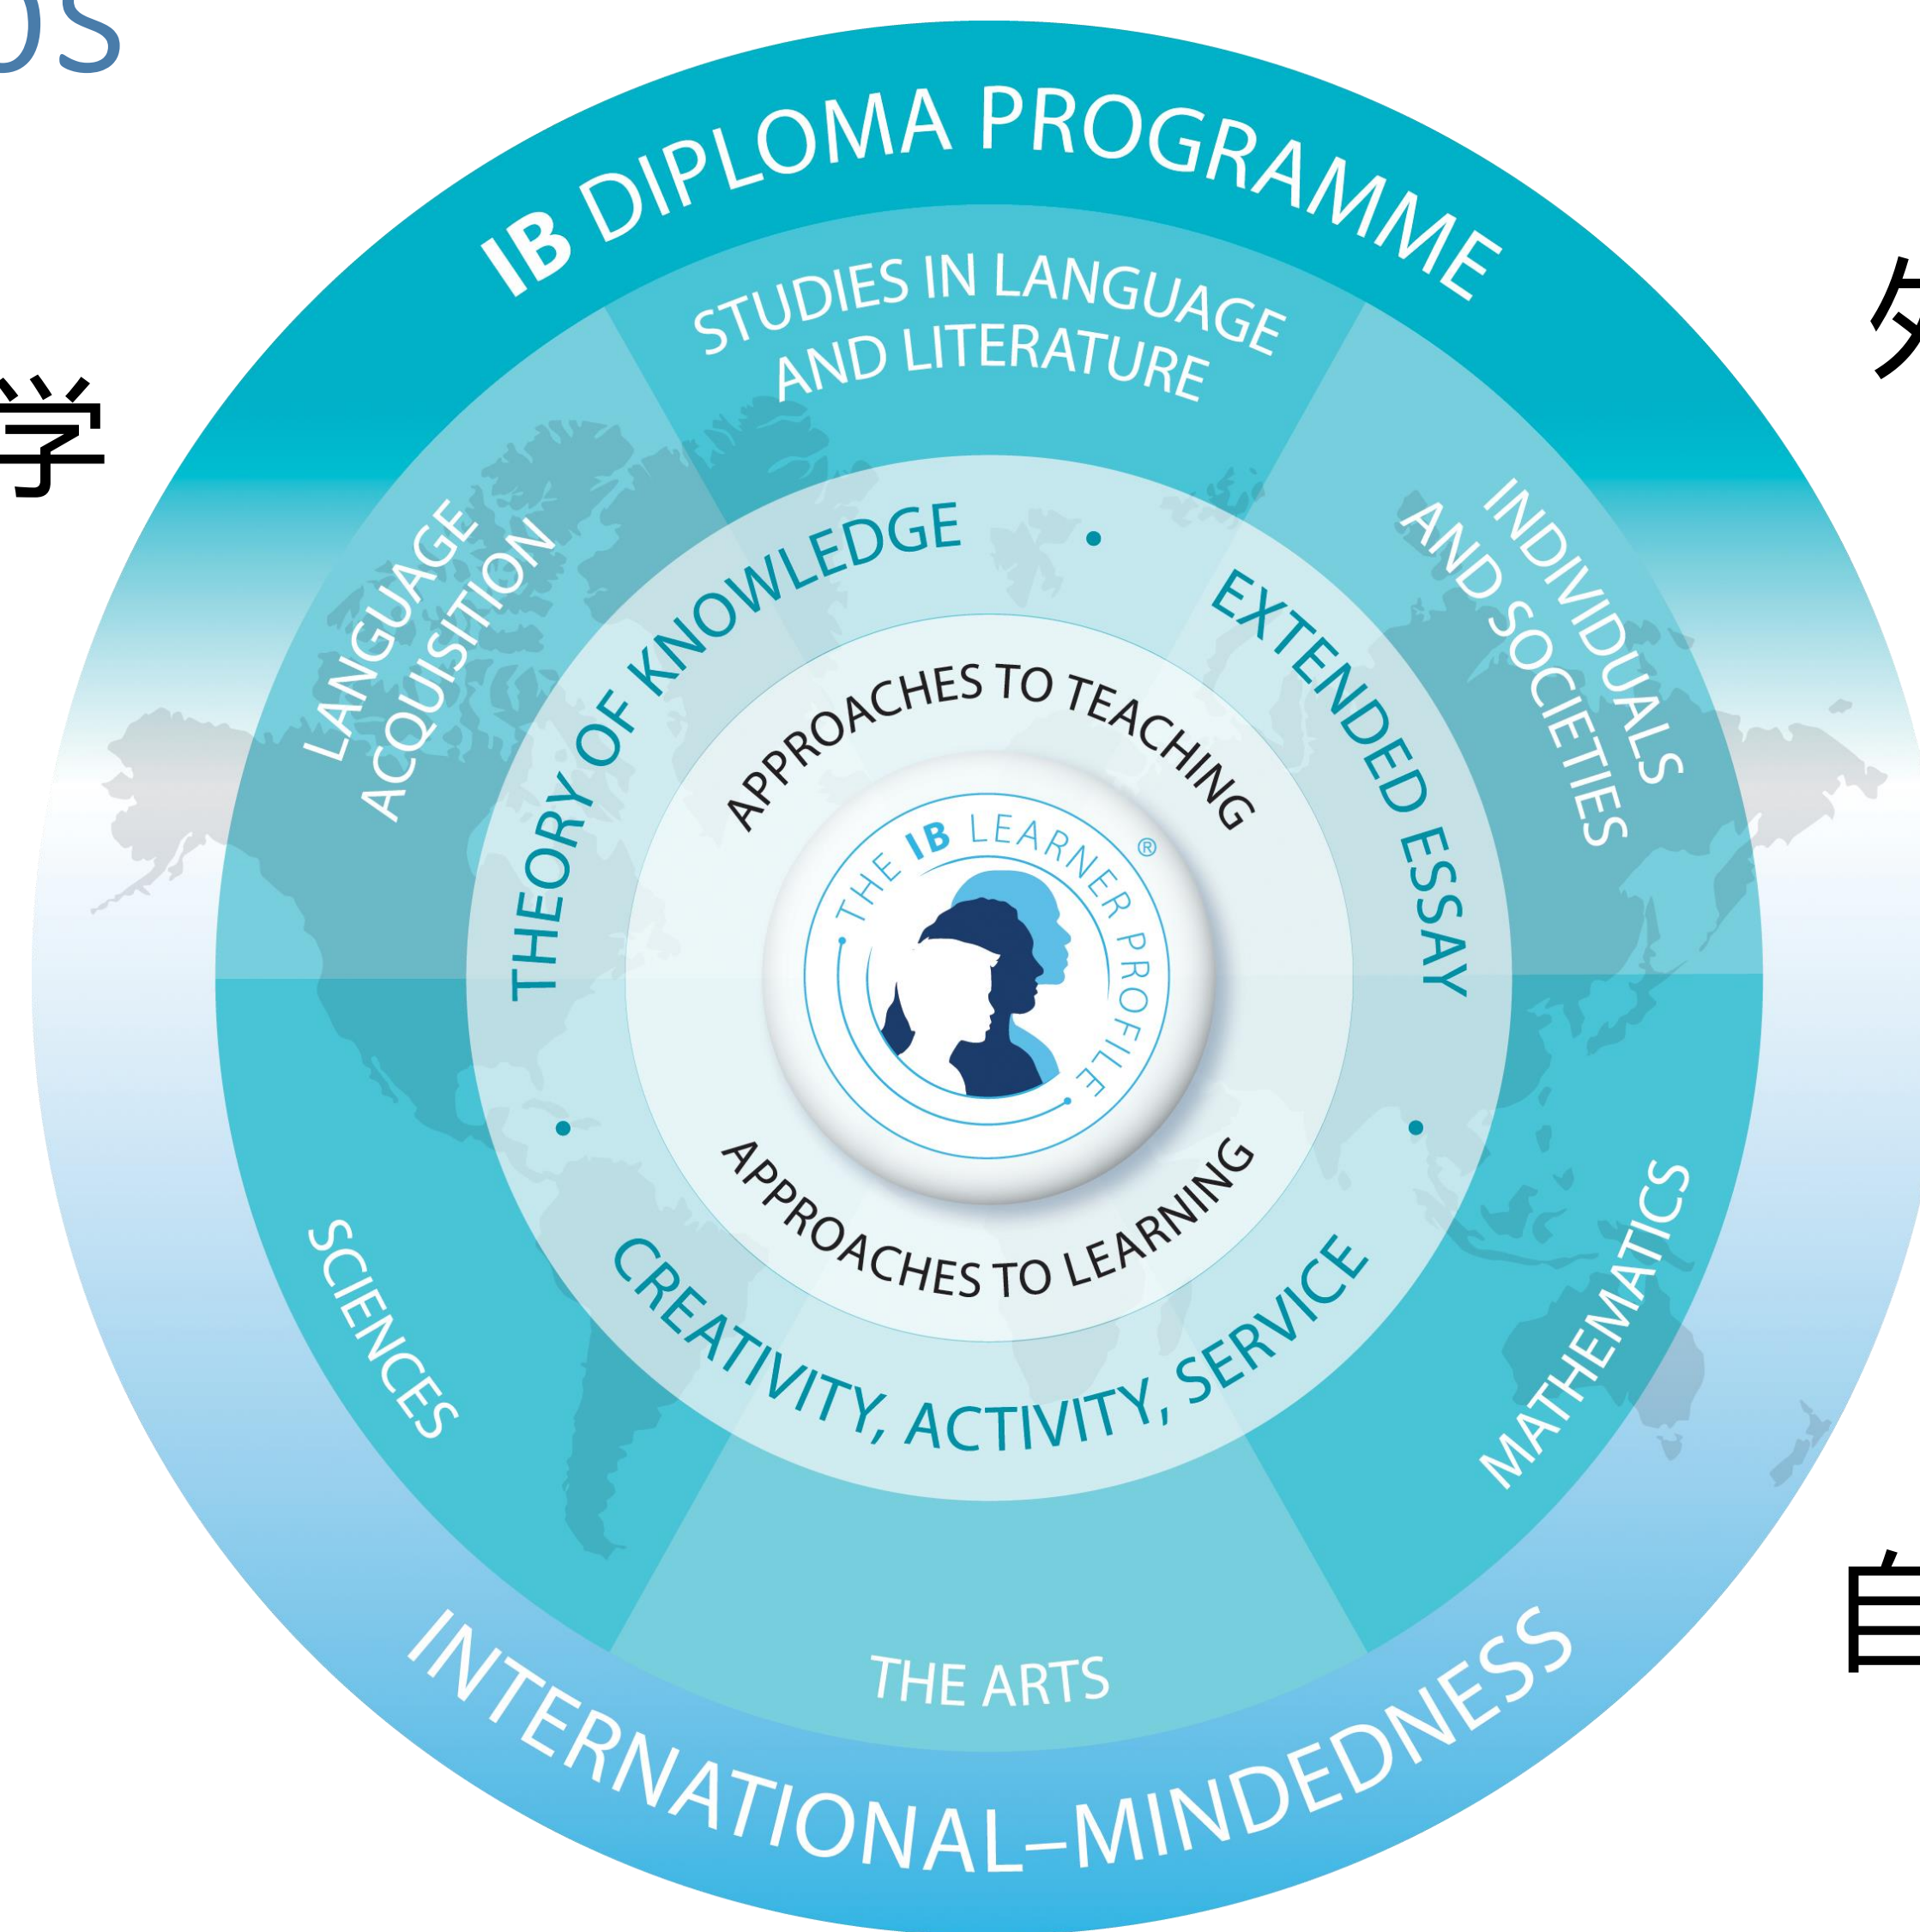 IB DIPLOMA PROGRAMME
STUDIES IN LANGUAGE
AND LITERATURE
学
LANGUAGE
ACQUISITION
INDIVIDUALS
AND SOCIETIES
THEORY OF KNOWLEDGE
EXTENDED ESSAY
APPROACHES TO TEACHING
THE IB LEARNER PROFILE ®
APPROACHES TO LEARNING
CREATIVITY, ACTIVITY, SERVICE
SCIENCES
MATHEMATICS
THE ARTS
INTERNATIONAL–MINDEDNESS